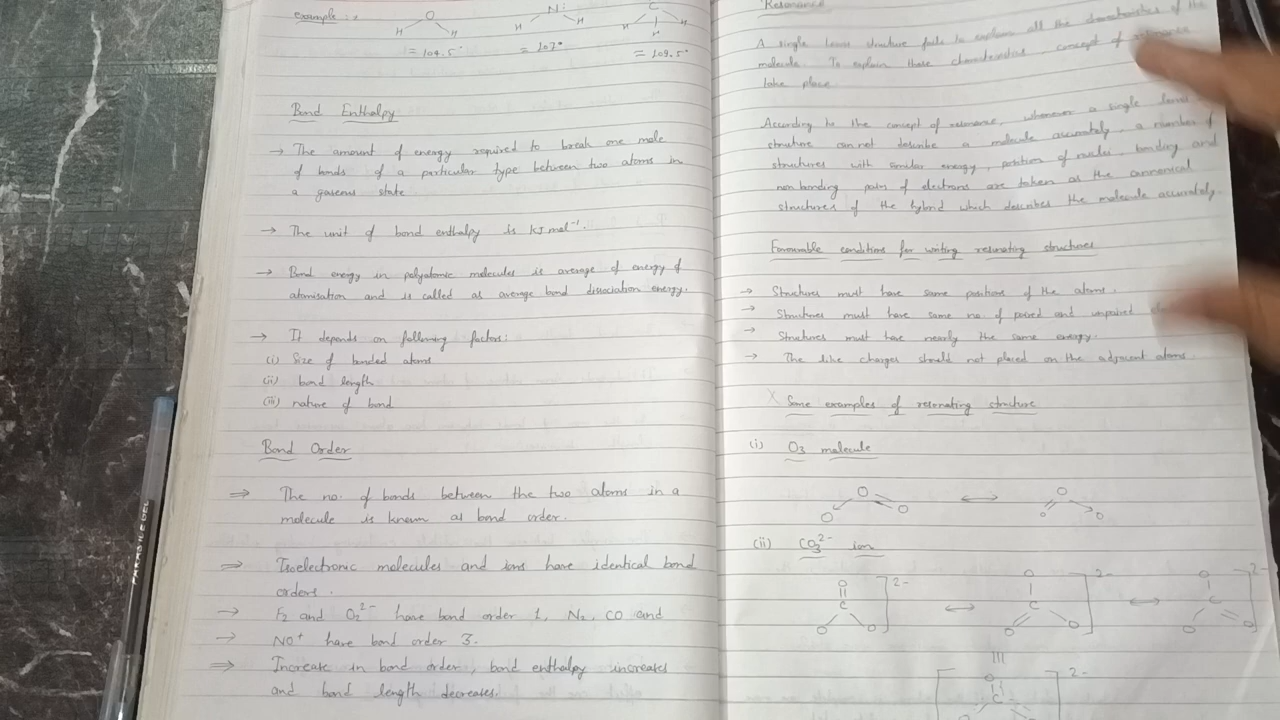 example :-
O
H H
= 104.5°
N
H H
= 107°
C
H H
H
= 109.5°
Bond Enthalpy
→ The amount of energy required to break one mole
of bonds of a particular type between two atoms in
a gaseous state
→ The unit of bond enthalpy is KJ mol⁻¹.
→ Bond energy in polyatomic molecules is average of energy of
atomisation and is called as average bond dissociation energy.
→ It depends on following factors:
(i) Size of bonded atoms
(ii) bond length
(iii) nature of bond
Bond Order
⇒ The no. of bonds between the two atoms in a
molecule is known as bond order.
⇒ Isoelectronic molecules and ions have identical bond
orders.
→ F₂ and O₂²⁻ have bond order 1, N₂, CO and
→ NO⁺ have bond order 3.
⇒ Increase in bond order, bond enthalpy increases
and bond length decreases.
PARAS ILE GEL
Resonance
A single lewis structure fails to explain all the characteristics of the
molecule. To explain these characteristics, concept of resonance
take place
According to the concept of resonance, whenever a single lewis
structure can not describe a molecule accurately, a number of
structures with similar energy, position of nuclei, bonding and
non bonding pairs of electrons are taken as the cannonical
structures of the hybrid which describes the molecule accurately.
Favourable conditions for writing resonating structures
→ Structures must have same positions of the atoms.
→ Structures must have same no. of paired and unpaired
→ Structures must have nearly the same energy.
→ The like charges should not placed on the adjacent atoms.
X Some examples of resonating structure
(i) O₃ molecule
O O O ↔ O O O
(ii) CO₃²⁻ ion
O C O O 2- ↔ O C O O 2- ↔ O C O O 2-
O C 2-